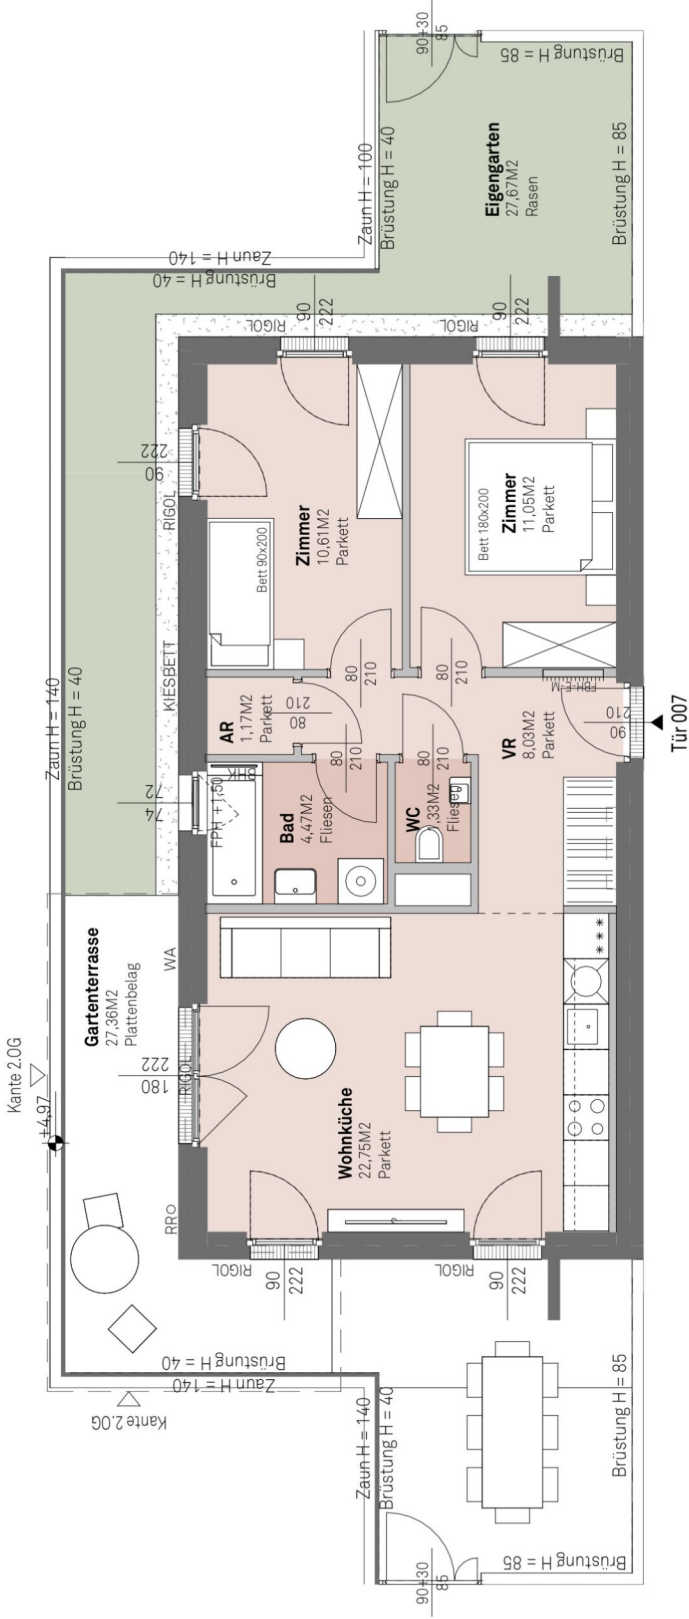 90+30
85
Brüstung H = 85
Zaun H = 100
Brüstung H = 40
Eigengarten
27,67M2
Rasen
Brüstung H = 85
Zaun H = 140
Brüstung H = 40
RIGOL
90
222
RIGOL
90
222
222
90
RIGOL
Bett 90x200
Zimmer
10,61M2
Parkett
Bett 180x200
Zimmer
11,05M2
Parkett
Zaun H = 140
Brüstung H = 40
KIESBETT
AR
1,17M2
Parkett
80
210
80
210
80
210
80
210
80
210
FBH-E-M
VR
8,03M2
Parkett
90
210
Tür 007
72
74
FPH +1,50
Bad
4,47M2
Fliesen
WC
,33M2
Fliesen
Gartenterrasse
27,36M2
Plattenbelag
WA
Kante 2.OG
+4,97
222
180
RIGOL
Wohnküche
22,75M2
Parkett
RRO
RIGOL
90
222
RIGOL
90
222
Brüstung H = 40
Zaun H = 140
Kante 2.OG
Zaun H = 140
Brüstung H = 40
Brüstung H = 85
Brüstung H = 85
90+30
85